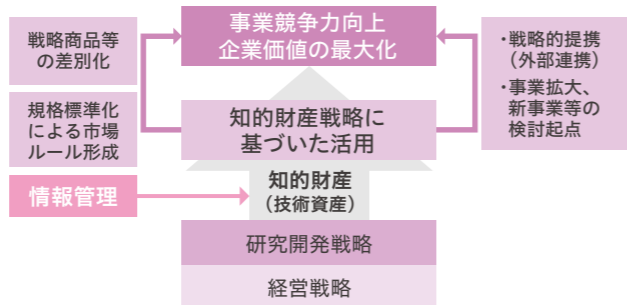 戦略商品等
の差別化
規格標準化
による市場
ルール形成
情報管理
事業競争力向上
企業価値の最大化
知的財産戦略に
基づいた活用
知的財産
（技術資産）
研究開発戦略
経営戦略
・戦略的提携
（外部連携）
・事業拡大、
新事業等の
検討起点